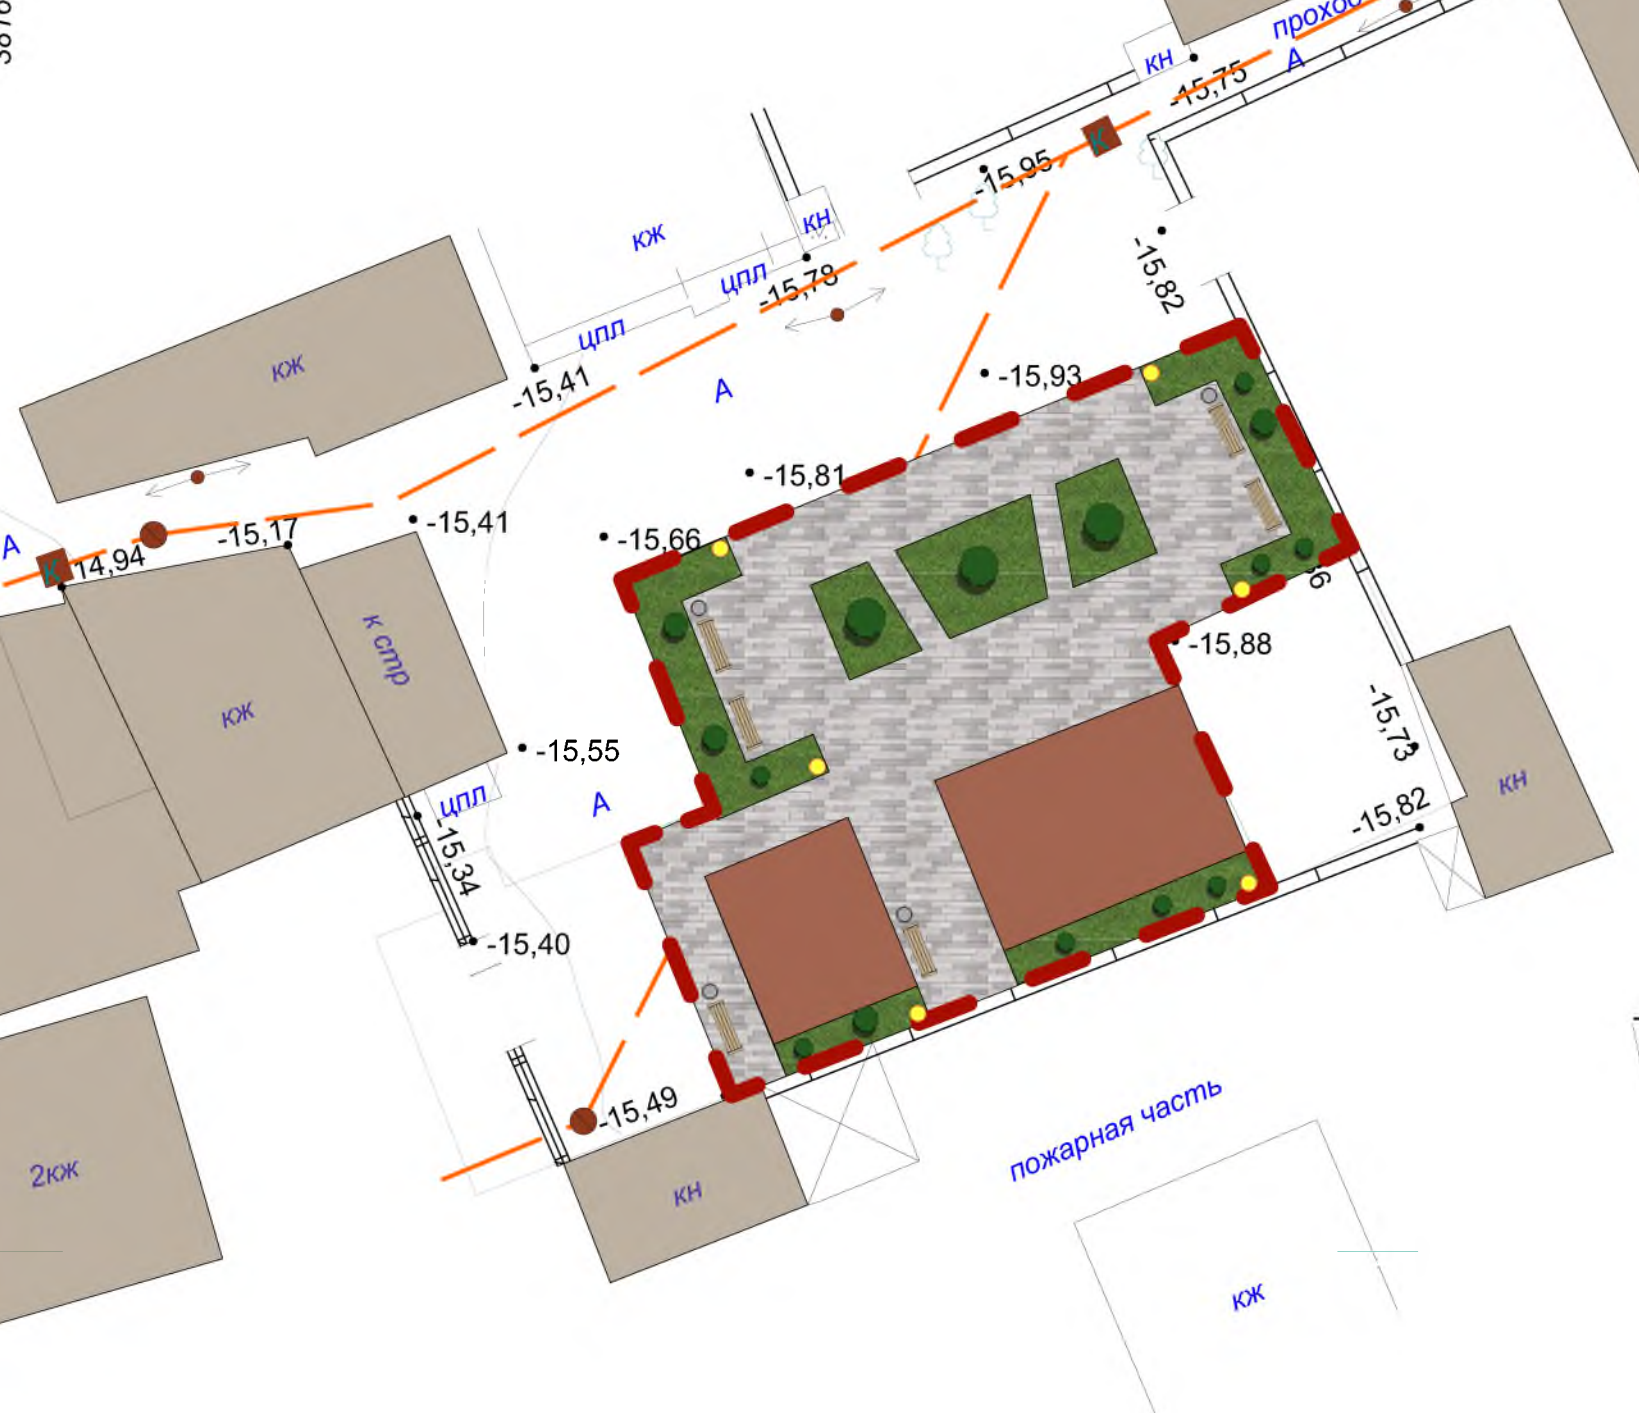 проход
А
кн
-15,75
К
-15,95
кн
кж
цпл
-15,78
-15,82
цпл
кж
-15,41
А
-15,93
-15,81
-15,41
-15,17
-15,66
А
14,94
К
к стр
-15,88
кж
-15,55
-15,73
кн
цпл
А
-15,82
-15,34
-15,40
-15,49
пожарная часть
2кж
кн
кж